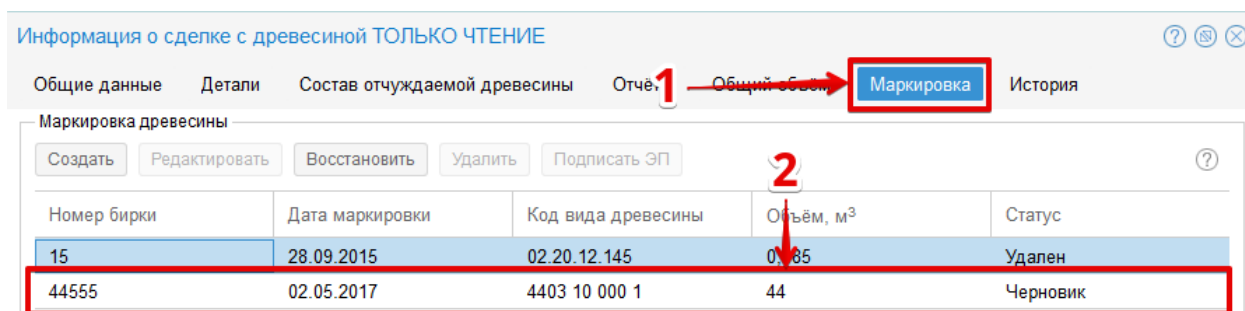 Информация о сделке с древесиной ТОЛЬКО ЧТЕНИЕ
Общие данные Детали Состав отчуждаемой древесины 1 Общий Маркировка История
Маркировка древесины
Создать Редактировать Восстановить Удалить Подписать ЭП
2
Номер бирки Дата маркировки Код вида древесины Объём, м³ Статус
15 28.09.2015 02.20.12.145 Удален
44555 02.05.2017 4403 10 000 1 44 Черновик